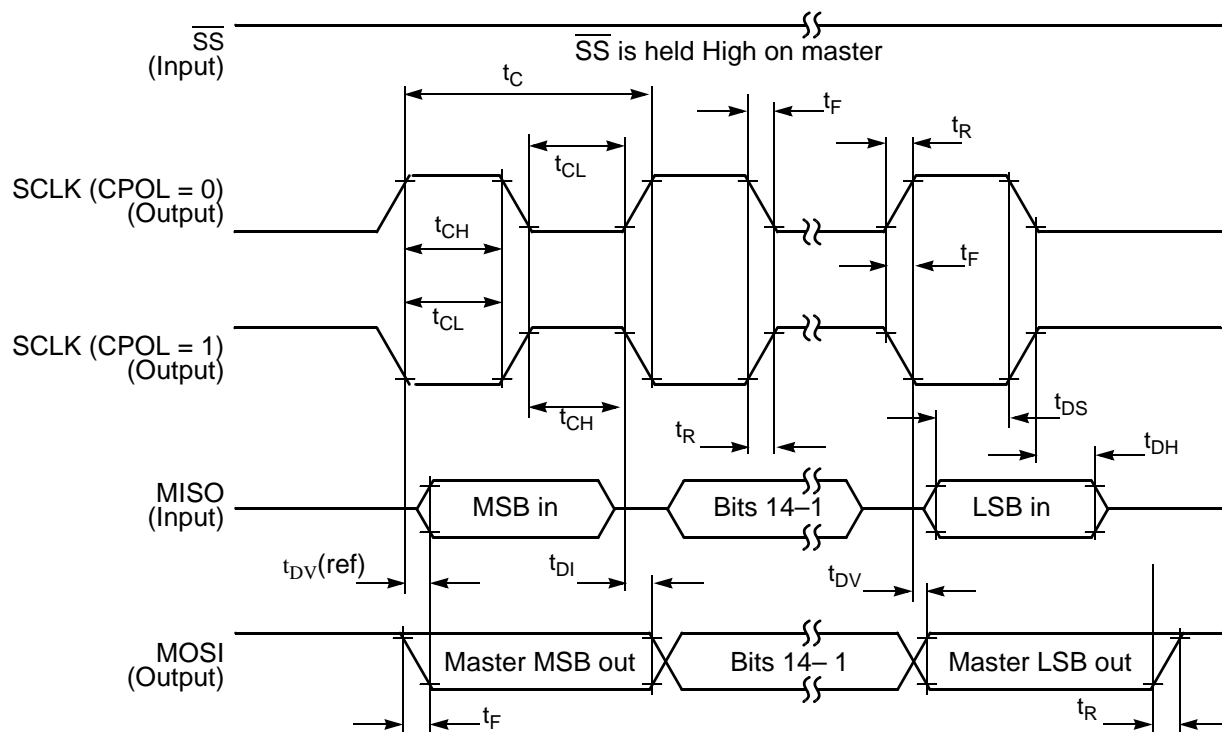 SS
(Input)
SS is held High on master
tC
tF
tR
tCL
SCLK (CPOL = 0)
(Output)
tCH
tF
tCL
SCLK (CPOL = 1)
(Output)
tCH
tR
tDS
tDH
MISO
(Input)
MSB in
Bits 14–1
LSB in
tDV(ref)
tDI
tDV
MOSI
(Output)
Master MSB out
Bits 14– 1
Master LSB out
tF
tR